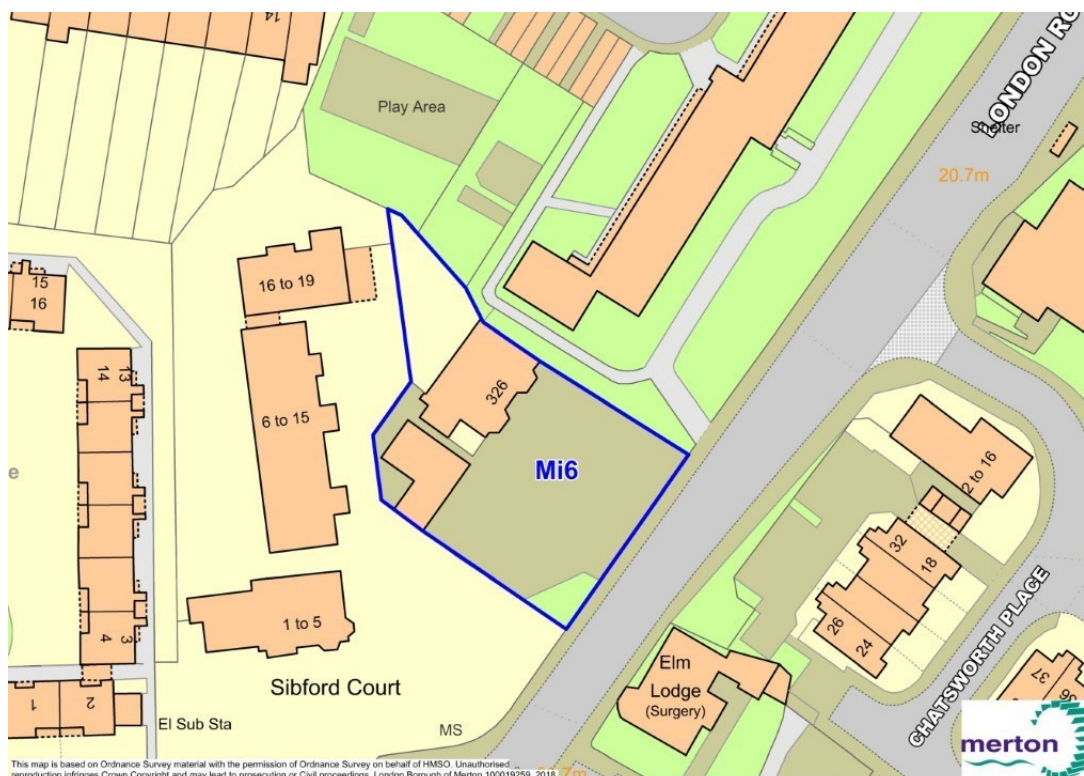 14
Play Area
LONDON RO
Shelter
20.7m
16 to 19
15
16
14
13
6 to 15
326
Mi6
2 to 16
32
18
26
24
CHATSWORTH PLACE
37
36
4
3
1
2
1 to 5
Elm
Lodge
(Surgery)
Sibford Court
El Sub Sta
MS
e
merton
This map is based on Ordnance Survey material with the permission of Ordnance Survey on behalf of HMSO. Unauthorised
reproduction infringes Crown Copyright and may lead to prosecution or Civil proceedings. London Borough of Merton 100019259. 2018.